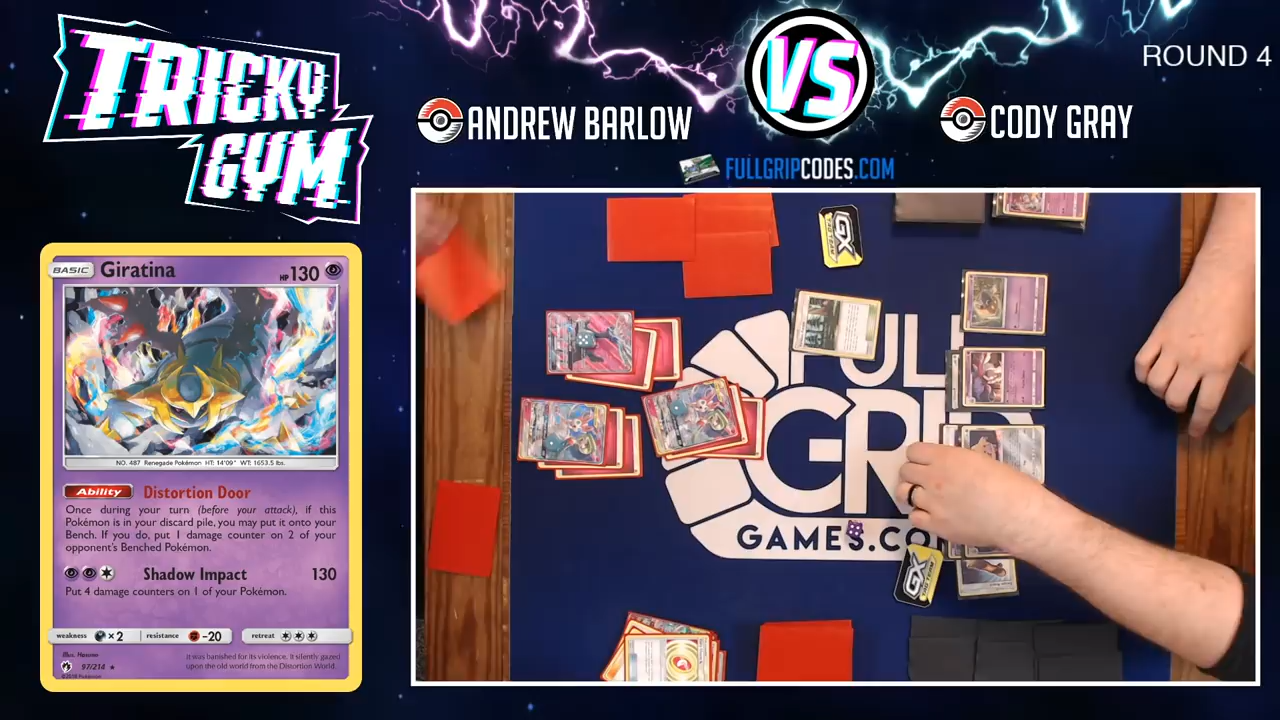 TRICKY
GYM
VS
ROUND 4
ANDREW BARLOW
CODY GRAY
FULLGRIPCODES.COM
BASIC Giratina HP 130
NO. 487 Renegade Pokémon HT: 14'09" WT: 1653.5 lbs.
Ability Distortion Door
Once during your turn (before your attack), if this
Pokémon is in your discard pile, you may put it onto your
Bench. If you do, put 1 damage counter on 2 of your
opponent's Benched Pokémon.
Shadow Impact 130
Put 4 damage counters on 1 of your Pokémon.
weakness ×2 resistance -20 retreat
97/214
It was banished for its violence. It silently gazed
upon the old world from the Distortion World.
GX
FULL
GRI
GAMES.CO
GX